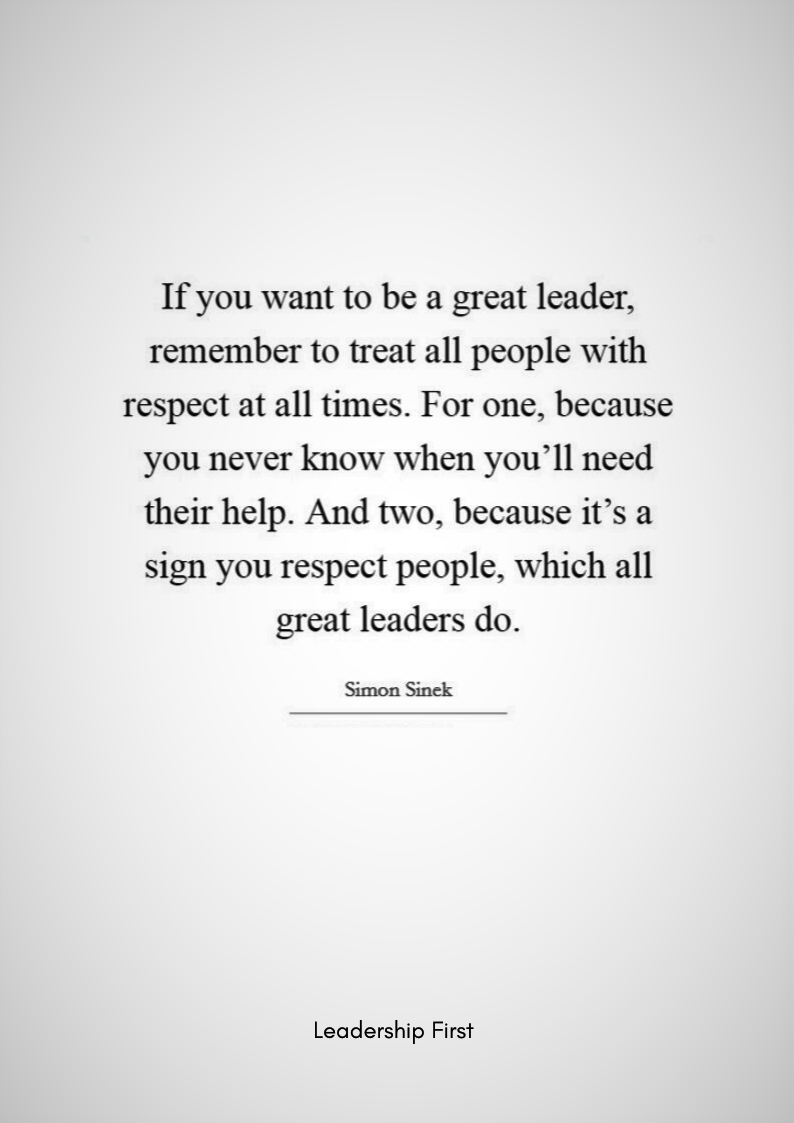 If you want to be a great leader,
remember to treat all people with
respect at all times. For one, because
you never know when you’ll need
their help. And two, because it’s a
sign you respect people, which all
great leaders do.
Simon Sinek
Leadership First